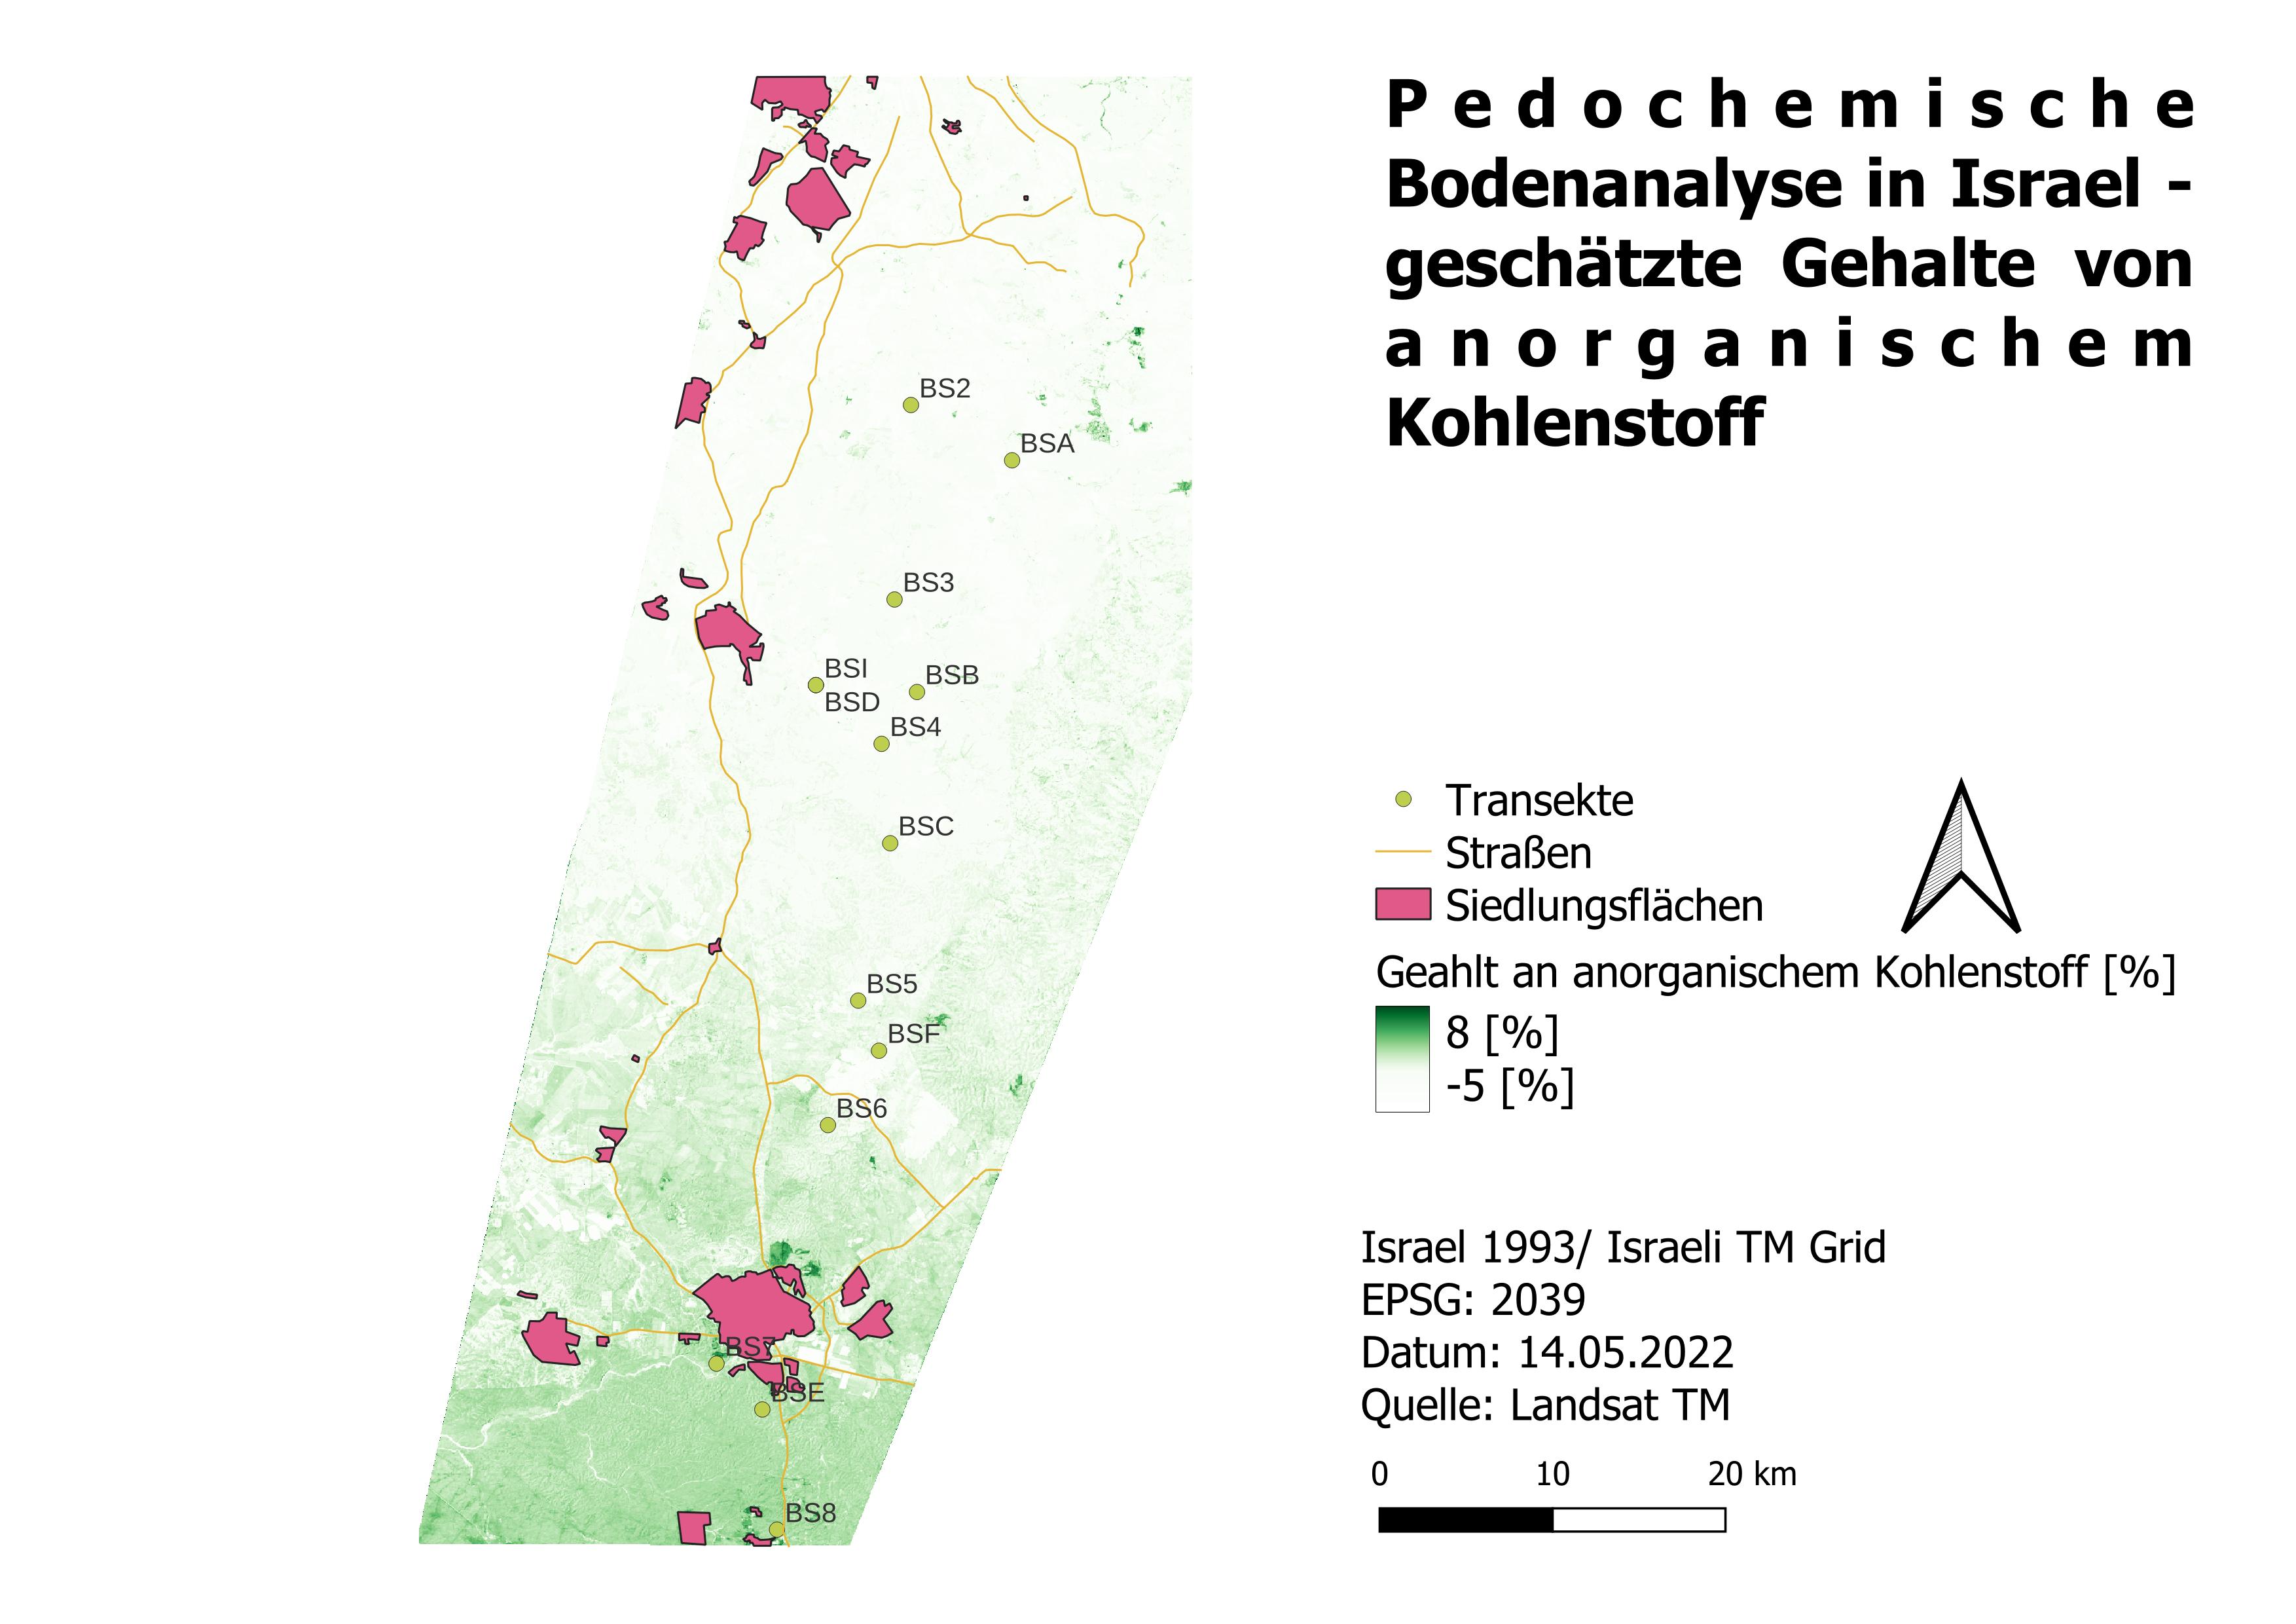 Pedochemische
Bodenanalyse in Israel -
geschätzte Gehalte von
anorganischem
Kohlenstoff
BS2
BSA
BS3
BSI
BSB
BSD
BS4
BSC
BS5
BSF
BS6
BS7
BSE
BS8
Transekte
Straßen
Siedlungsflächen
Geahlt an anorganischem Kohlenstoff [%]
8 [%]
-5 [%]
Israel 1993/ Israeli TM Grid
EPSG: 2039
Datum: 14.05.2022
Quelle: Landsat TM
0 10 20 km